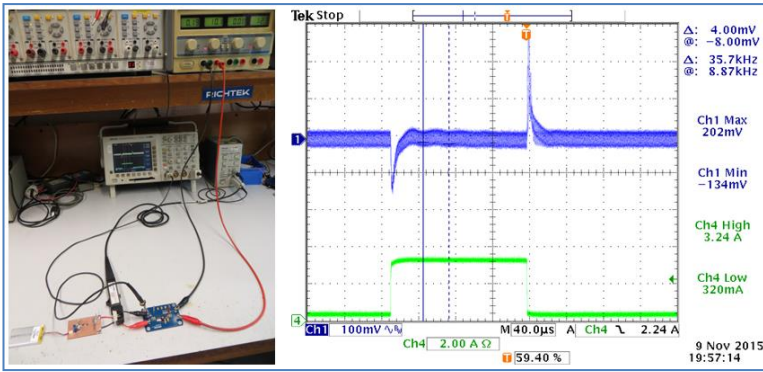 RICHTEK
Tek Stop
T
T
Δ: 4.00mV
@: −8.00mV
Δ: 35.7kHz
@: 8.87kHz
1
Ch1 Max
202mV
Ch1 Min
−134mV
Ch4 High
3.24 A
Ch4 Low
320mA
4
Ch1 100mV M 40.0µs A Ch4 2.24 A
Ch4 2.00 A Ω
T 59.40 %
9 Nov 2015
19:57:14